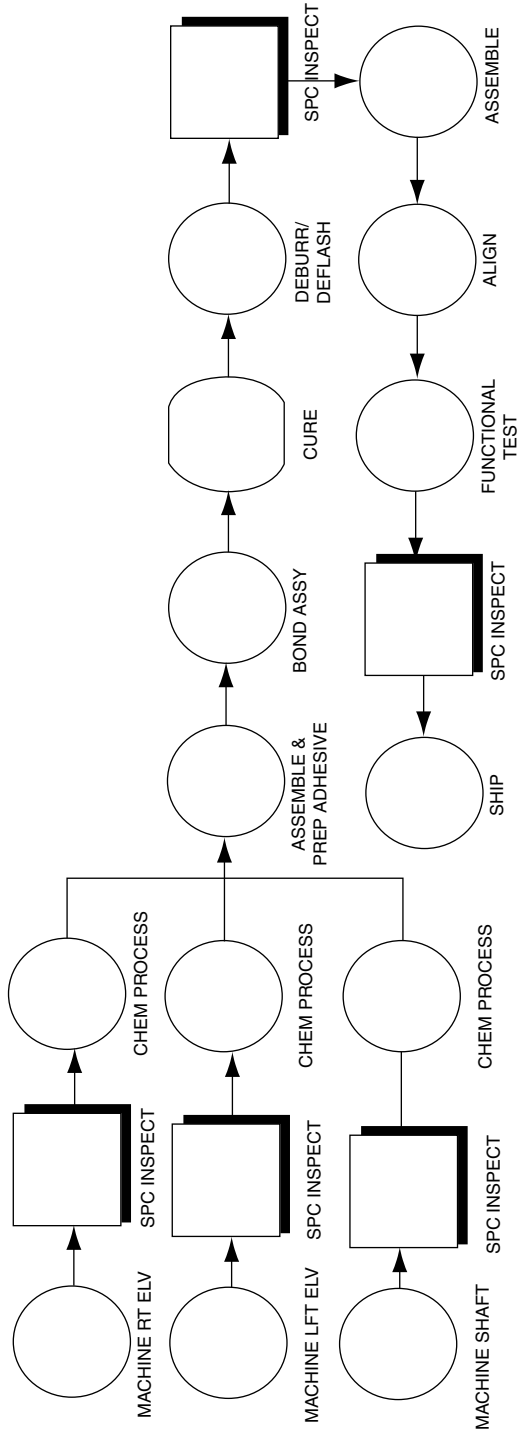 MACHINE RT ELV
SPC INSPECT
CHEM PROCESS
MACHINE LFT ELV
SPC INSPECT
CHEM PROCESS
MACHINE SHAFT
SPC INSPECT
CHEM PROCESS
ASSEMBLE &
PREP ADHESIVE
BOND ASSY
CURE
DEBURR/
DEFLASH
SPC INSPECT
ASSEMBLE
ALIGN
FUNCTIONAL
TEST
SPC INSPECT
SHIP